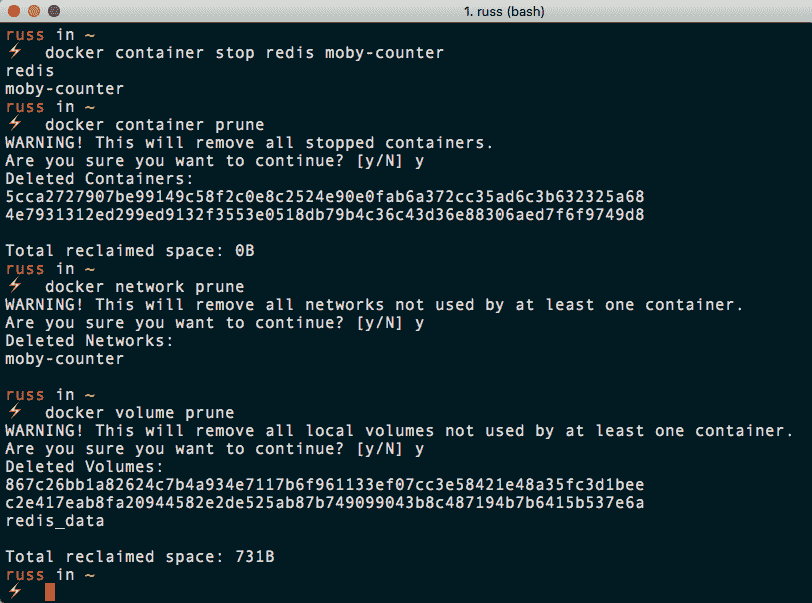 1. russ (bash)
russ in ~
⚡ docker container stop redis moby-counter
redis
moby-counter
russ in ~
⚡ docker container prune
WARNING! This will remove all stopped containers.
Are you sure you want to continue? [y/N] y
Deleted Containers:
5cca2727907be99149c58f2c0e8c2524e90e0fab6a372cc35ad6c3b632325a68
4e7931312ed299ed9132f3553e0518db79b4c36c43d36e88306aed7f6f9749d8
Total reclaimed space: 0B
russ in ~
⚡ docker network prune
WARNING! This will remove all networks not used by at least one container.
Are you sure you want to continue? [y/N] y
Deleted Networks:
moby-counter
russ in ~
⚡ docker volume prune
WARNING! This will remove all local volumes not used by at least one container.
Are you sure you want to continue? [y/N] y
Deleted Volumes:
867c26bb1a82624c7b4a934e7117b6f961133ef07cc3e58421e48a35fc3d1bee
c2e417eab8fa20944582e2de525ab87b749099043b8c487194b7b6415b537e6a
redis_data
Total reclaimed space: 731B
russ in ~
⚡